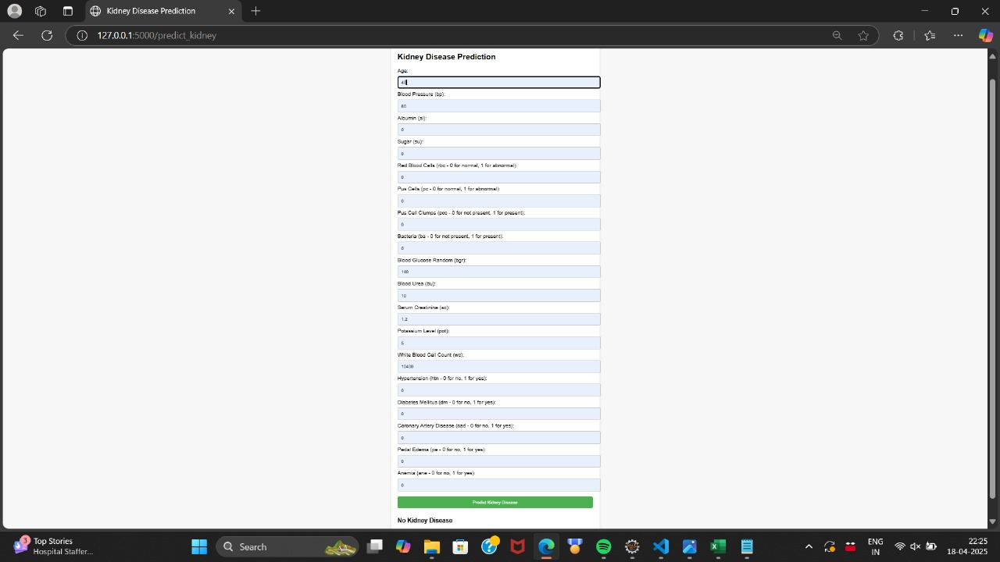 Kidney Disease Prediction
127.0.0.1:5000/predict_kidney
Kidney Disease Prediction
Age:
40
Blood Pressure (bp):
80
Albumin (al):
0
Sugar (su):
0
Red Blood Cells (rbc - 0 for normal, 1 for abnormal):
0
Pus Cells (pc - 0 for normal, 1 for abnormal):
0
Pus Cell Clumps (pcc - 0 for not present, 1 for present):
0
Bacteria (ba - 0 for not present, 1 for present):
0
Blood Glucose Random (bgr):
140
Blood Urea (bu):
10
Serum Creatinine (sc):
1.2
Potassium Level (pot):
5
White Blood Cell Count (wc):
10400
Hypertension (htn - 0 for no, 1 for yes):
0
Diabetes Mellitus (dm - 0 for no, 1 for yes):
0
Coronary Artery Disease (cad - 0 for no, 1 for yes):
0
Pedal Edema (pe - 0 for no, 1 for yes):
0
Anemia (ane - 0 for no, 1 for yes):
0
Predict Kidney Disease
No Kidney Disease
3
Top Stories
Hospital Staffer...
Search
ENG
IN
22:25
18-04-2025